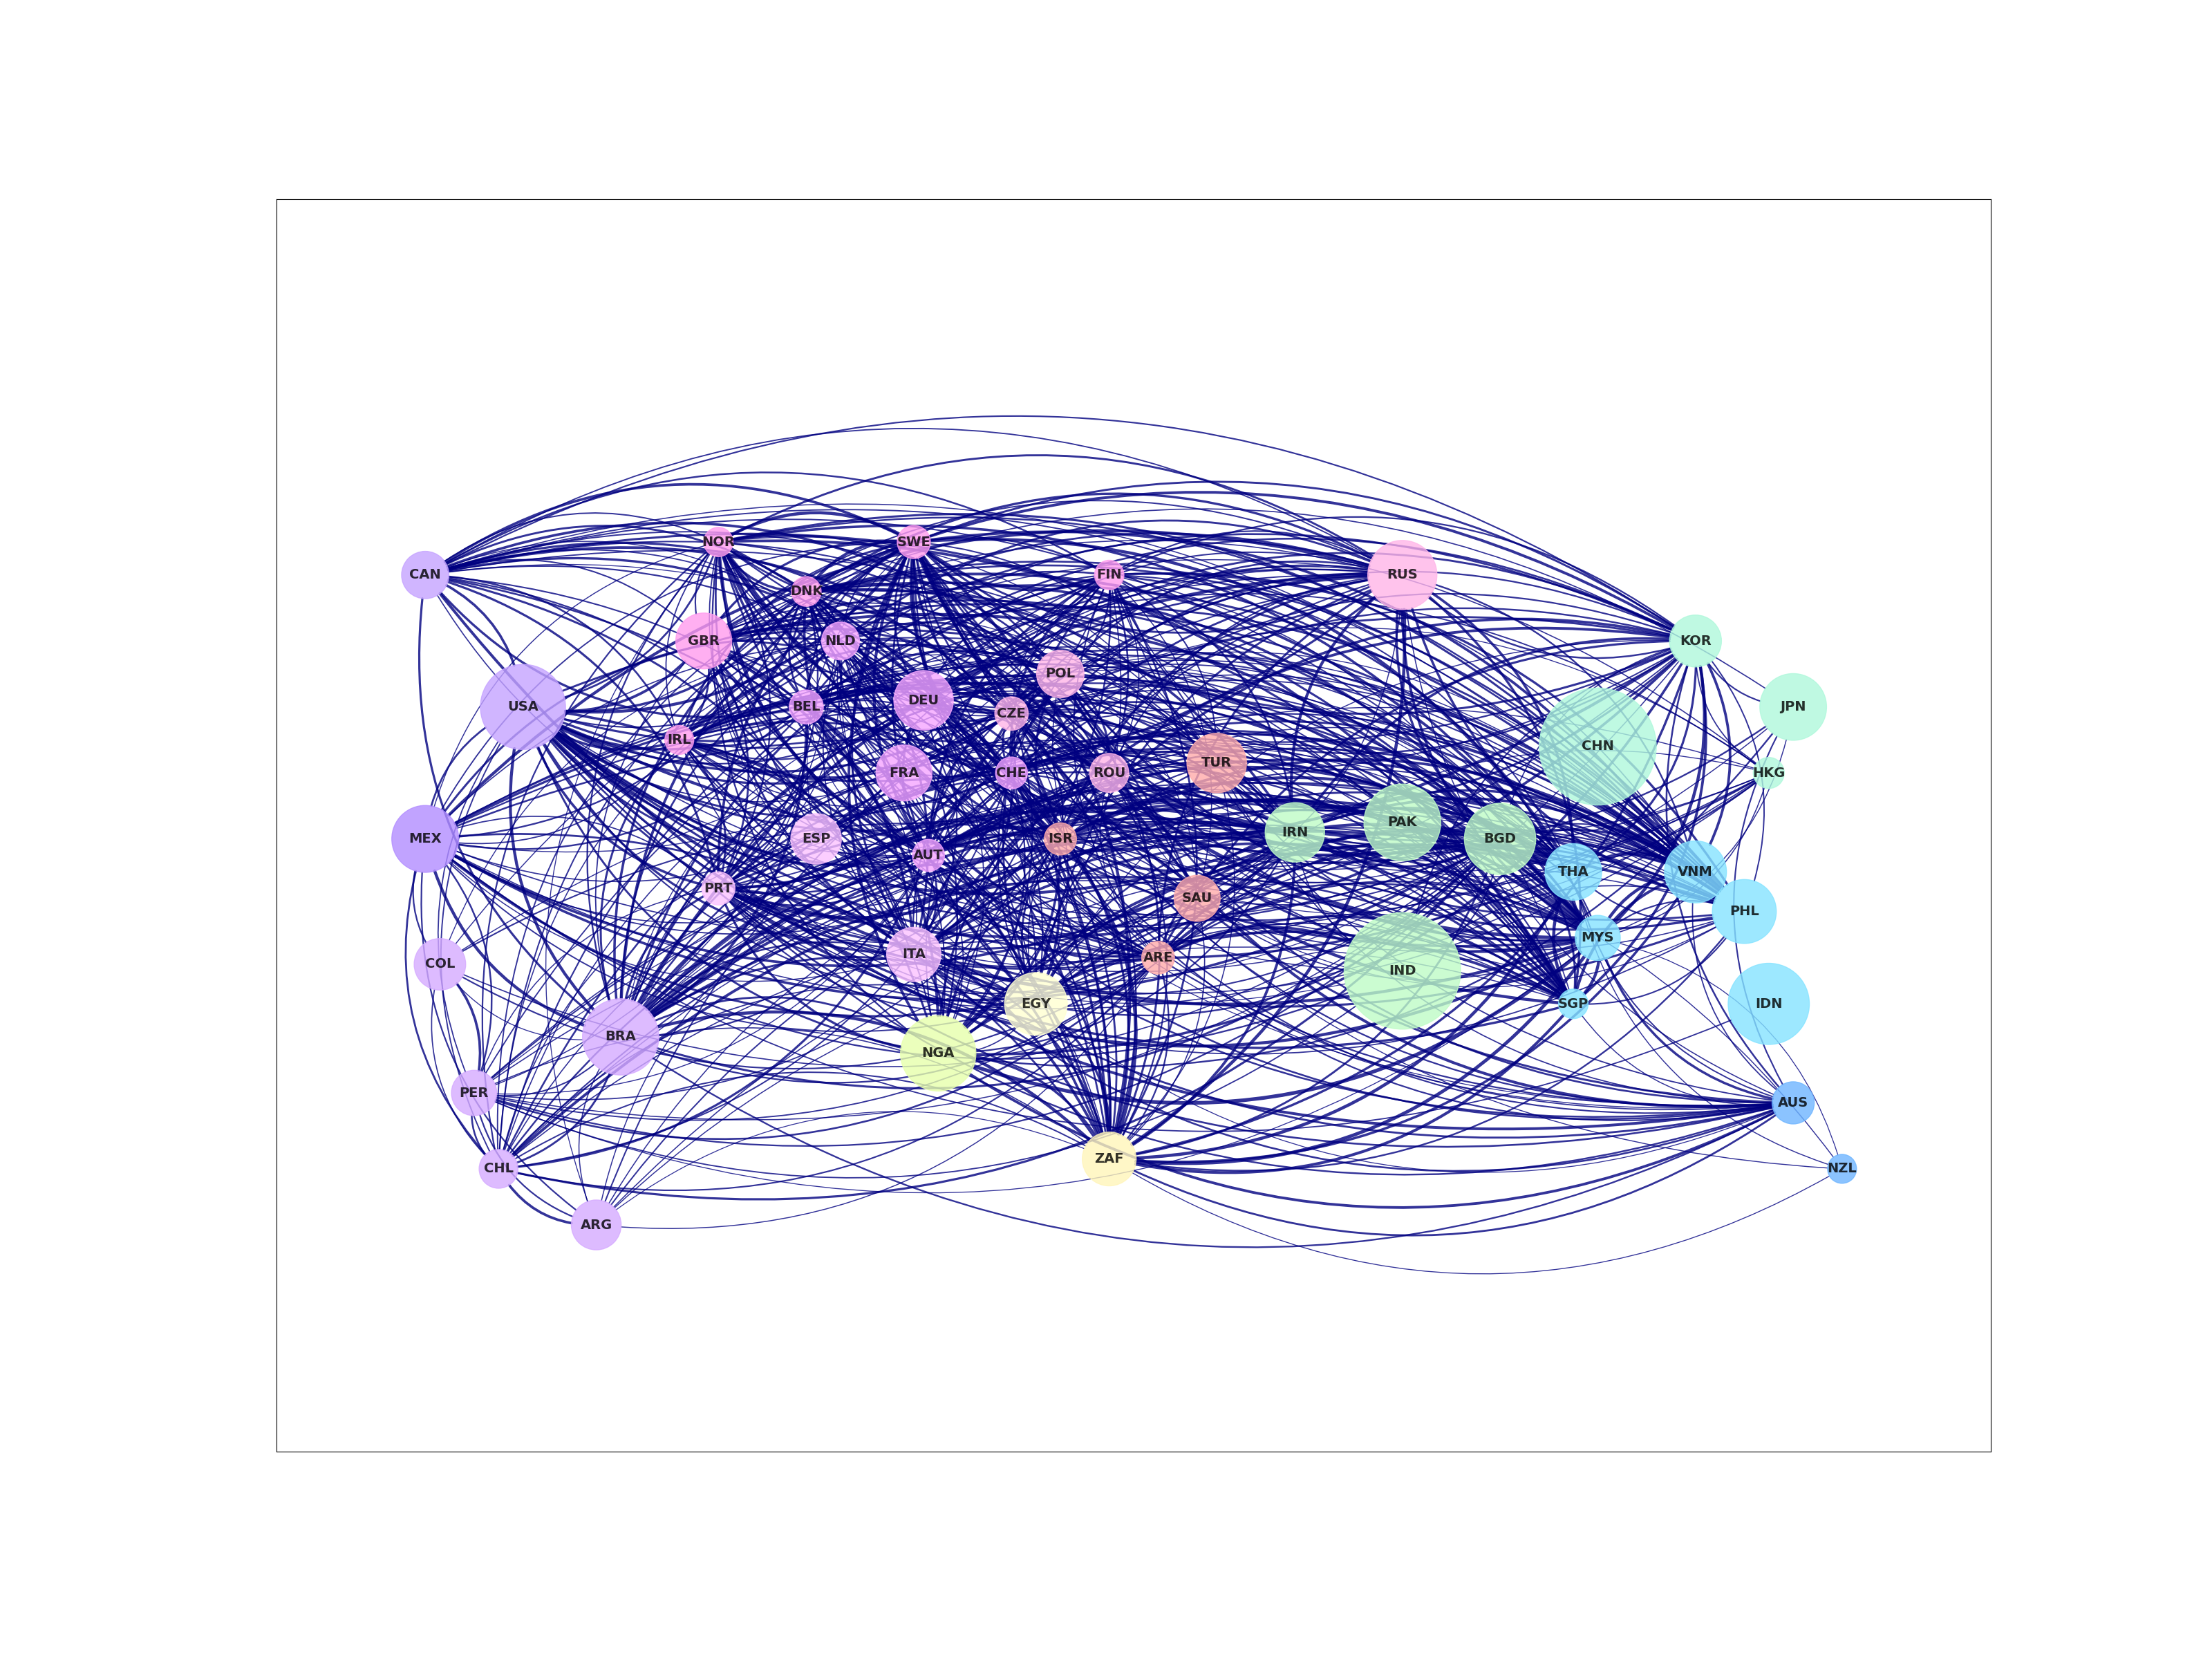 NOR
SWE
CAN
FIN
RUS
DNK
GBR
NLD
KOR
POL
USA
BEL
DEU
CZE
JPN
IRL
CHN
FRA
CHE
ROU
TUR
HKG
MEX
ESP
ISR
IRN
PAK
BGD
AUT
THA
VNM
PRT
SAU
PHL
COL
ITA
ARE
MYS
IND
EGY
SGP
IDN
BRA
NGA
PER
AUS
CHL
ZAF
NZL
ARG